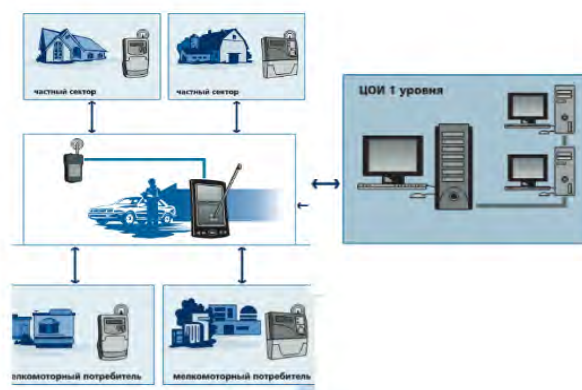 частный сектор
частный сектор
ЦОИ 1 уровня
мелкомоторный потребитель
мелкомоторный потребитель